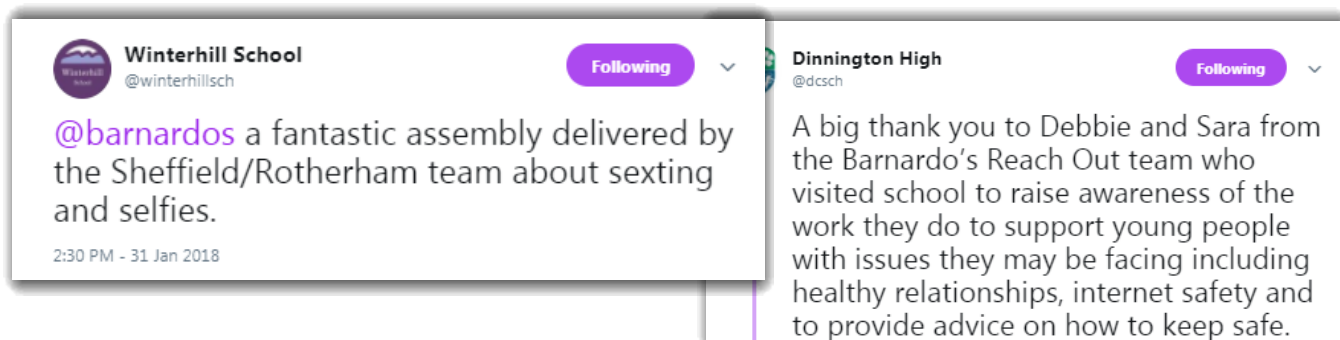 Winterhill School
@winterhillsch
Following
Winterhill
School
@barnardos a fantastic assembly delivered by
the Sheffield/Rotherham team about sexting
and selfies.
2:30 PM - 31 Jan 2018
Dinnington High
@dcsch
Following
A big thank you to Debbie and Sara from
the Barnardo's Reach Out team who
visited school to raise awareness of the
work they do to support young people
with issues they may be facing including
healthy relationships, internet safety and
to provide advice on how to keep safe.